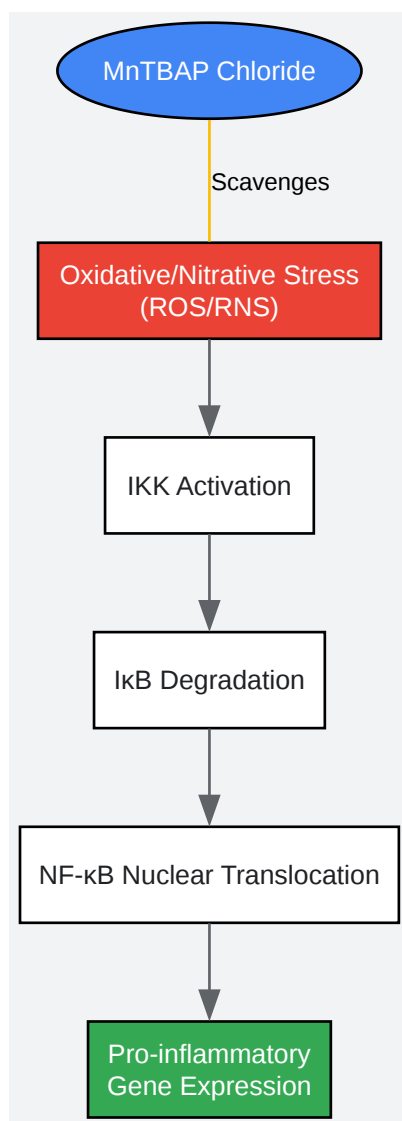 MnTBAP Chloride
Scavenges
Oxidative/Nitrative Stress
(ROS/RNS)
IKK Activation
IκB Degradation
NF-κB Nuclear Translocation
Pro-inflammatory
Gene Expression